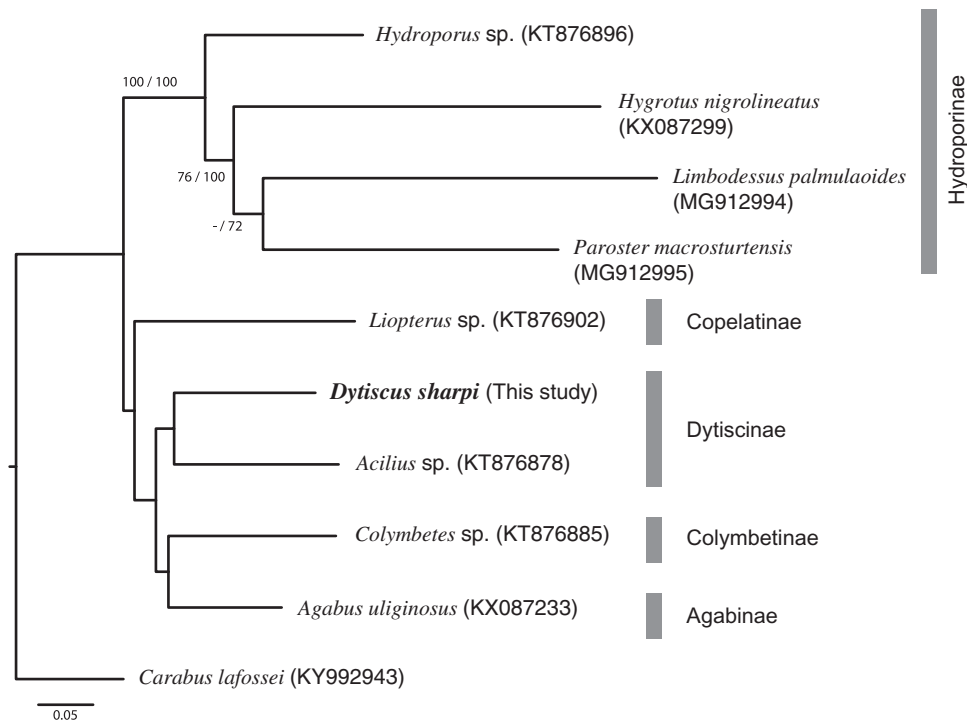 Hydroporus sp. (KT876896)
100 / 100
Hygrotus nigrolineatus
(KX087299)
76 / 100
Limbodessus palmulaoides
(MG912994)
- / 72
Paroster macrosturtensis
(MG912995)
Hydroporinae
Liopterus sp. (KT876902)
Copelatinae
Dytiscus sharpi (This study)
Dytiscinae
Acilius sp. (KT876878)
Colymbetes sp. (KT876885)
Colymbetinae
Agabus uliginosus (KX087233)
Agabinae
Carabus lafossei (KY992943)
0.05